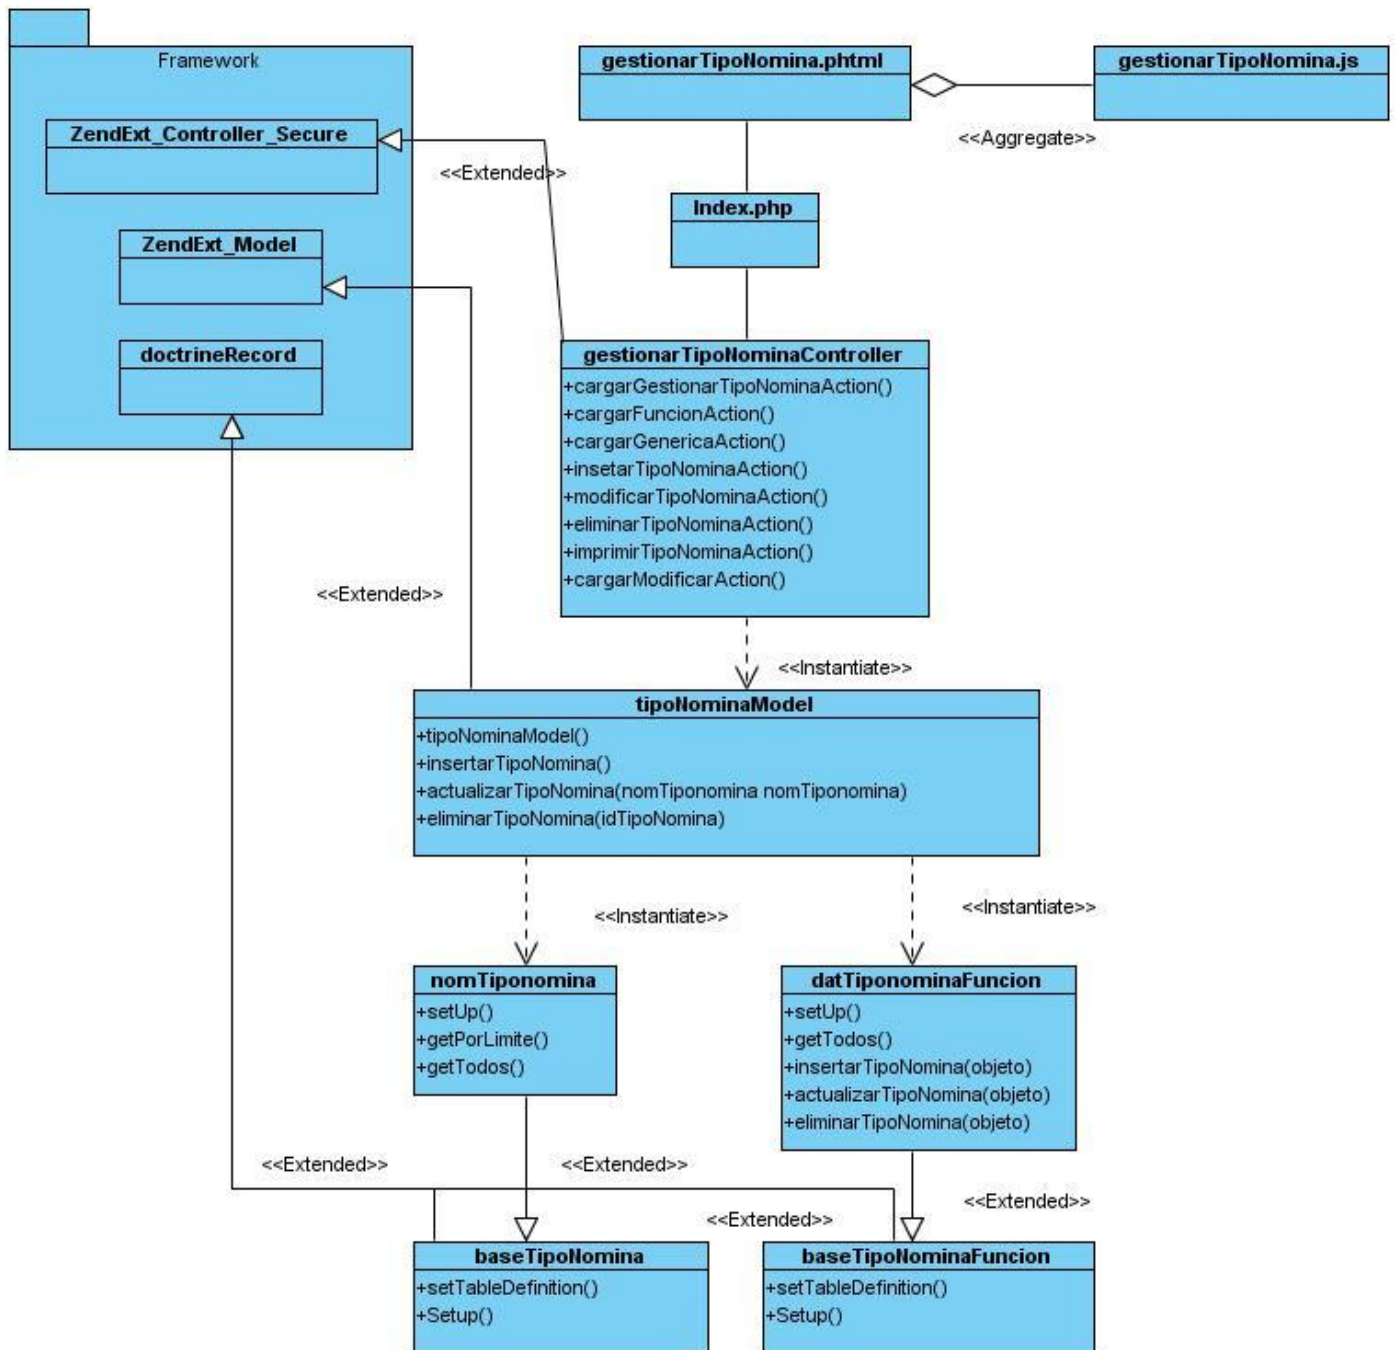 Framework
ZendExt_Controller_Secure
ZendExt_Model
doctrineRecord
gestionarTipoNomina.phtml
gestionarTipoNomina.js
<<Aggregate>>
<<Extended>>
Index.php
gestionarTipoNominaController
+cargarGestionarTipoNominaAction()
+cargarFuncionAction()
+cargarGenericaAction()
+insetarTipoNominaAction()
+modificarTipoNominaAction()
+eliminarTipoNominaAction()
+imprimirTipoNominaAction()
+cargarModificarAction()
<<Extended>>
<<Instantiate>>
tipoNominaModel
+tipoNominaModel()
+insertarTipoNomina()
+actualizarTipoNomina(nomTiponomina nomTiponomina)
+eliminarTipoNomina(idTipoNomina)
<<Instantiate>>
<<Instantiate>>
nomTiponomina
+setUp()
+getPorLimite()
+getTodos()
datTiponominaFuncion
+setUp()
+getTodos()
+insertarTipoNomina(objeto)
+actualizarTipoNomina(objeto)
+eliminarTipoNomina(objeto)
<<Extended>>
<<Extended>>
<<Extended>>
<<Extended>>
baseTipoNomina
+setTableDefinition()
+Setup()
baseTipoNominaFuncion
+setTableDefinition()
+Setup()